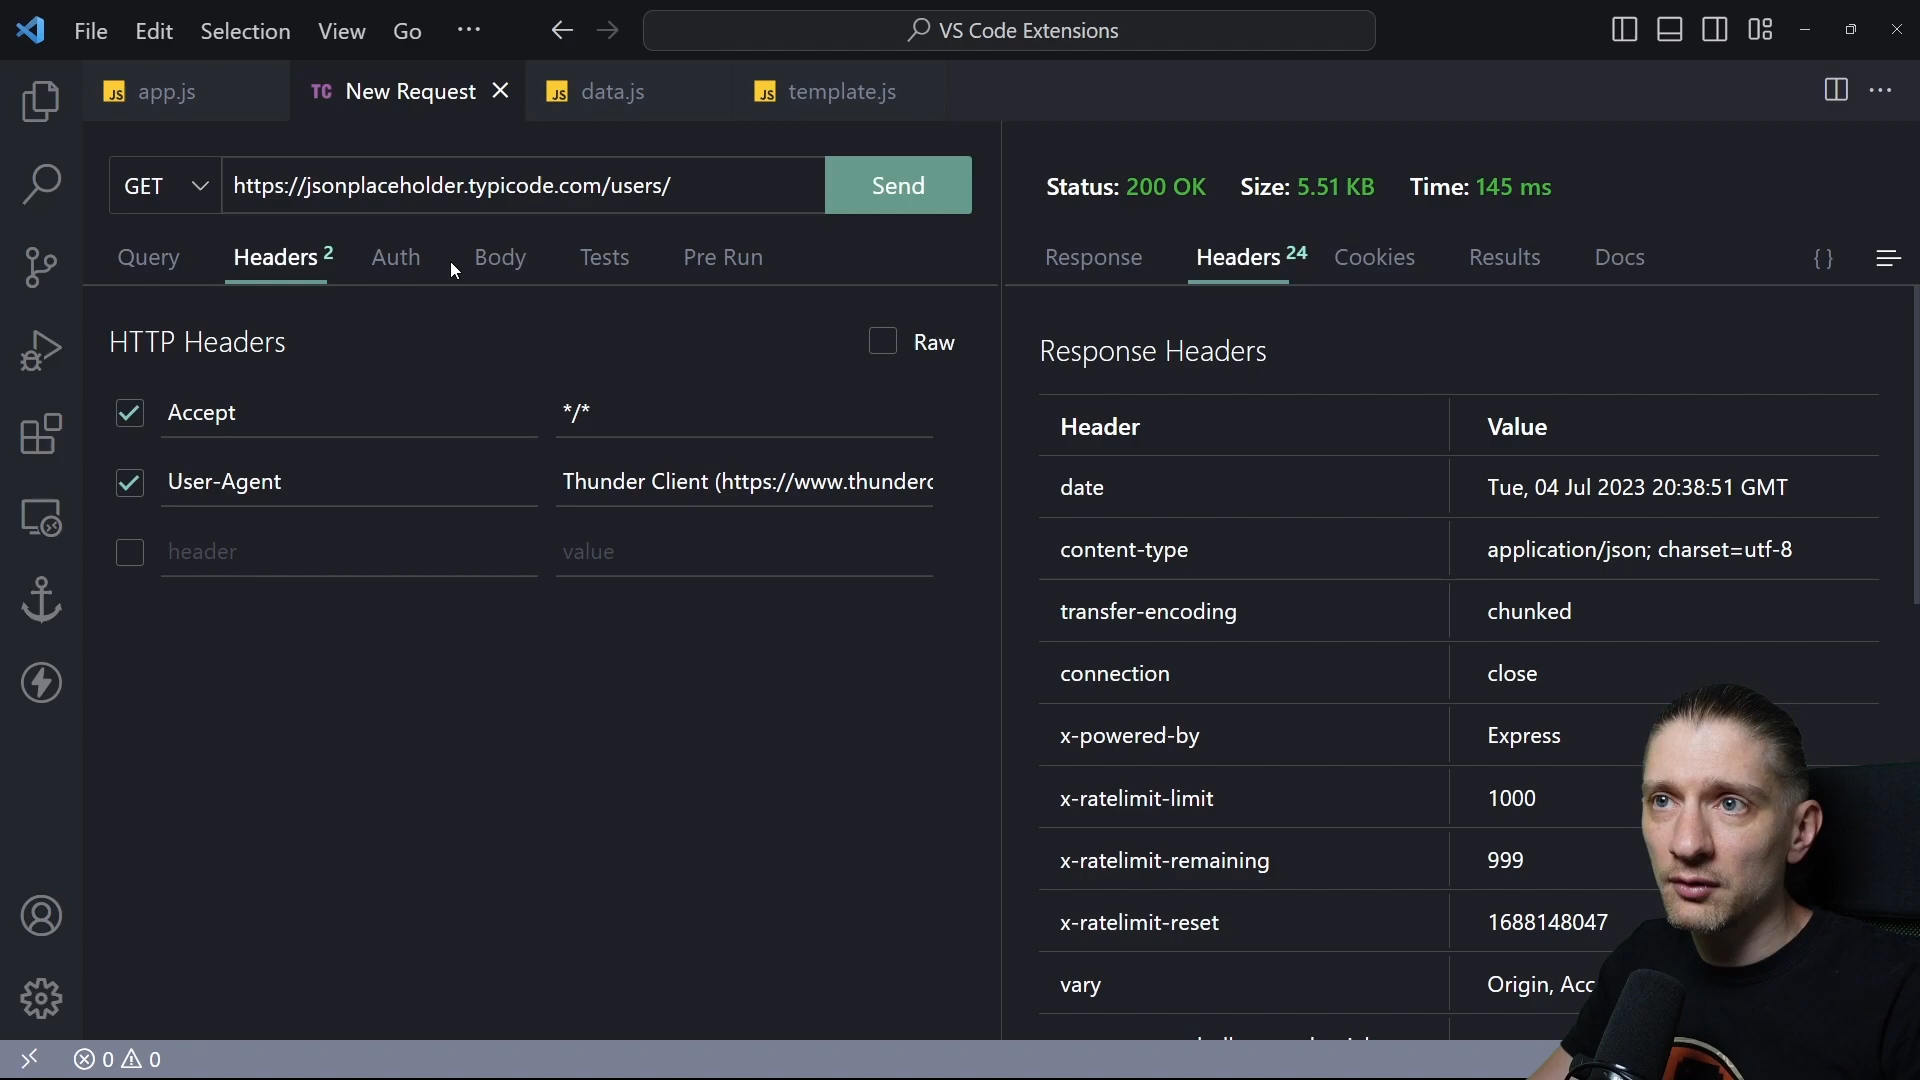 File Edit Selection View Go ... VS Code Extensions
JS app.js TC New Request JS data.js JS template.js
GET https://jsonplaceholder.typicode.com/users/ Send
Status: 200 OK Size: 5.51 KB Time: 145 ms
Query Headers 2 Auth Body Tests Pre Run
Response Headers 24 Cookies Results Docs { }
HTTP Headers Raw
Accept */*
User-Agent Thunder Client (https://www.thunderc
header value
Response Headers
Header Value
date Tue, 04 Jul 2023 20:38:51 GMT
content-type application/json; charset=utf-8
transfer-encoding chunked
connection close
x-powered-by Express
x-ratelimit-limit 1000
x-ratelimit-remaining 999
x-ratelimit-reset 1688148047
vary Origin, Acc
0 0